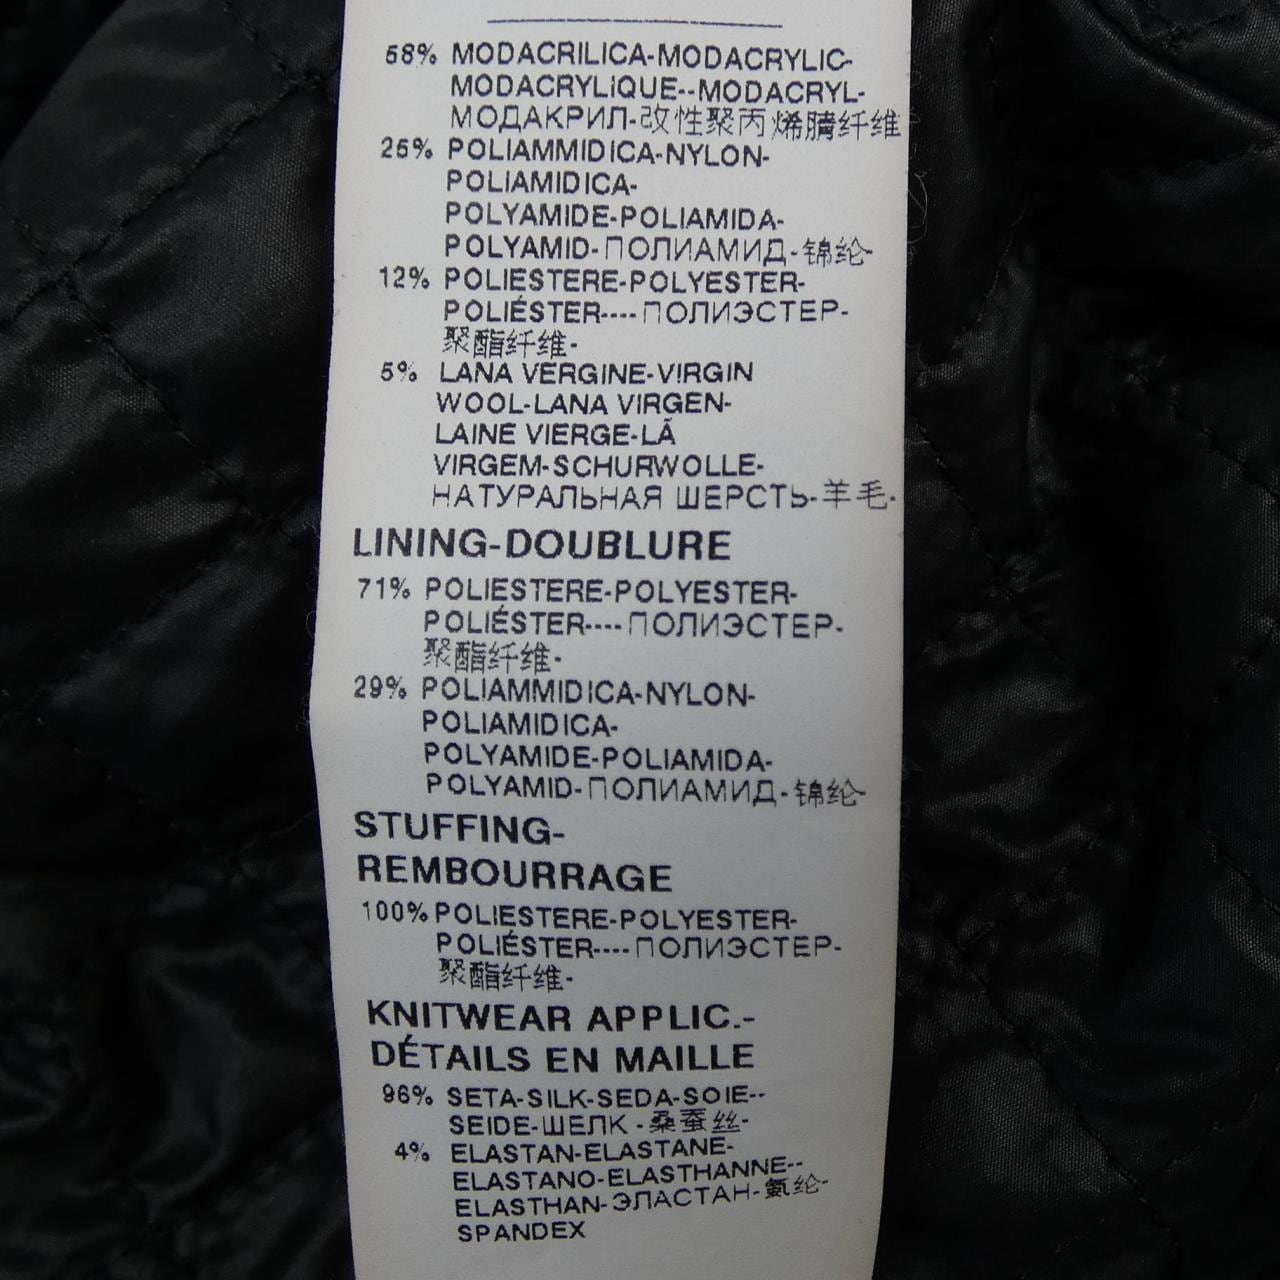 58% MODACRILICA-MODACRYLIC-
MODACRYLIQUE--MODACRYL-
МОДАКРИЛ-改性聚丙烯腈纤维
25% POLIAMMIDICA-NYLON-
POLIAMIDICA-
POLYAMIDE-POLIAMIDA-
POLYAMID-ПОЛИАМИД-锦纶-
12% POLIESTERE-POLYESTER-
POLIÉSTER----ПОЛИЭСТЕР-
聚酯纤维-
5% LANA VERGINE-VIRGIN
WOOL-LANA VIRGEN-
LAINE VIERGE-LÃ
VIRGEM-SCHURWOLLE-
НАТУРАЛЬНАЯ ШЕРСТЬ-羊毛-
LINING-DOUBLURE
71% POLIESTERE-POLYESTER-
POLIÉSTER----ПОЛИЭСТЕР-
聚酯纤维-
29% POLIAMMIDICA-NYLON-
POLIAMIDICA-
POLYAMIDE-POLIAMIDA-
POLYAMID-ПОЛИАМИД-锦纶-
STUFFING-
REMBOURRAGE
100% POLIESTERE-POLYESTER-
POLIÉSTER----ПОЛИЭСТЕР-
聚酯纤维-
KNITWEAR APPLIC.-
DÉTAILS EN MAILLE
96% SETA-SILK-SEDA-SOIE--
SEIDE-ШЕЛК-桑蚕丝-
4% ELASTAN-ELASTANE-
ELASTANO-ELASTHANNE--
ELASTHAN-ЭЛАСТАН-氨纶-
SPANDEX